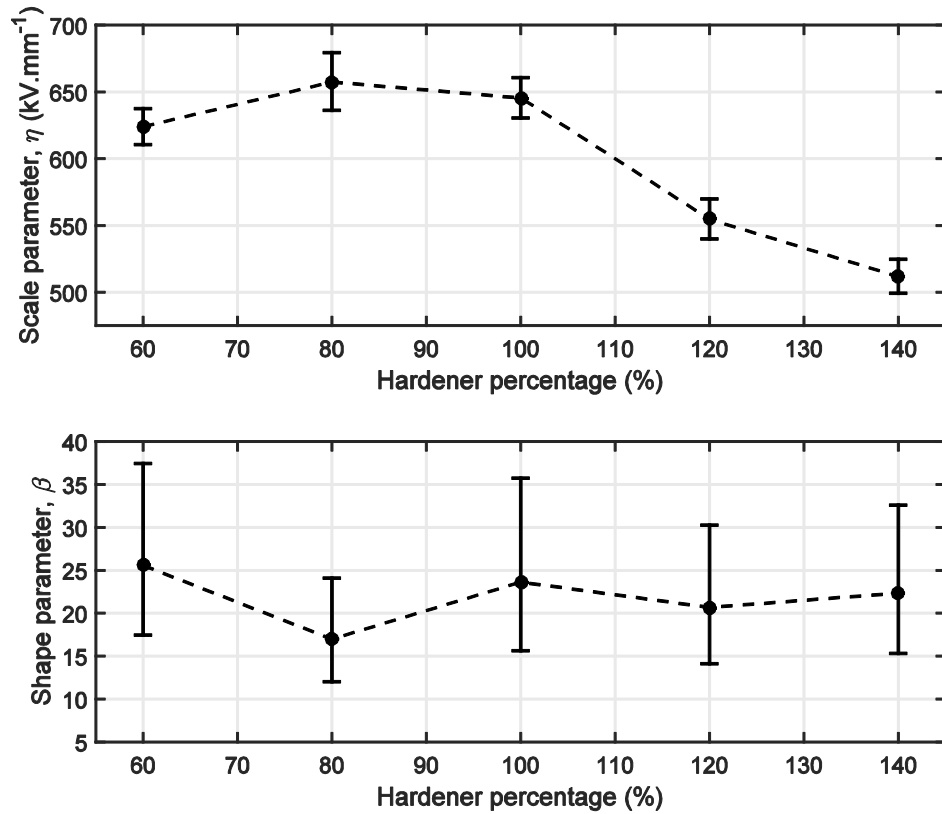 700
650
600
550
500
Scale parameter, η (kV.mm⁻¹)
60 70 80 90 100 110 120 130 140
Hardener percentage (%)
40
35
30
25
20
15
10
5
Shape parameter, β
60 70 80 90 100 110 120 130 140
Hardener percentage (%)